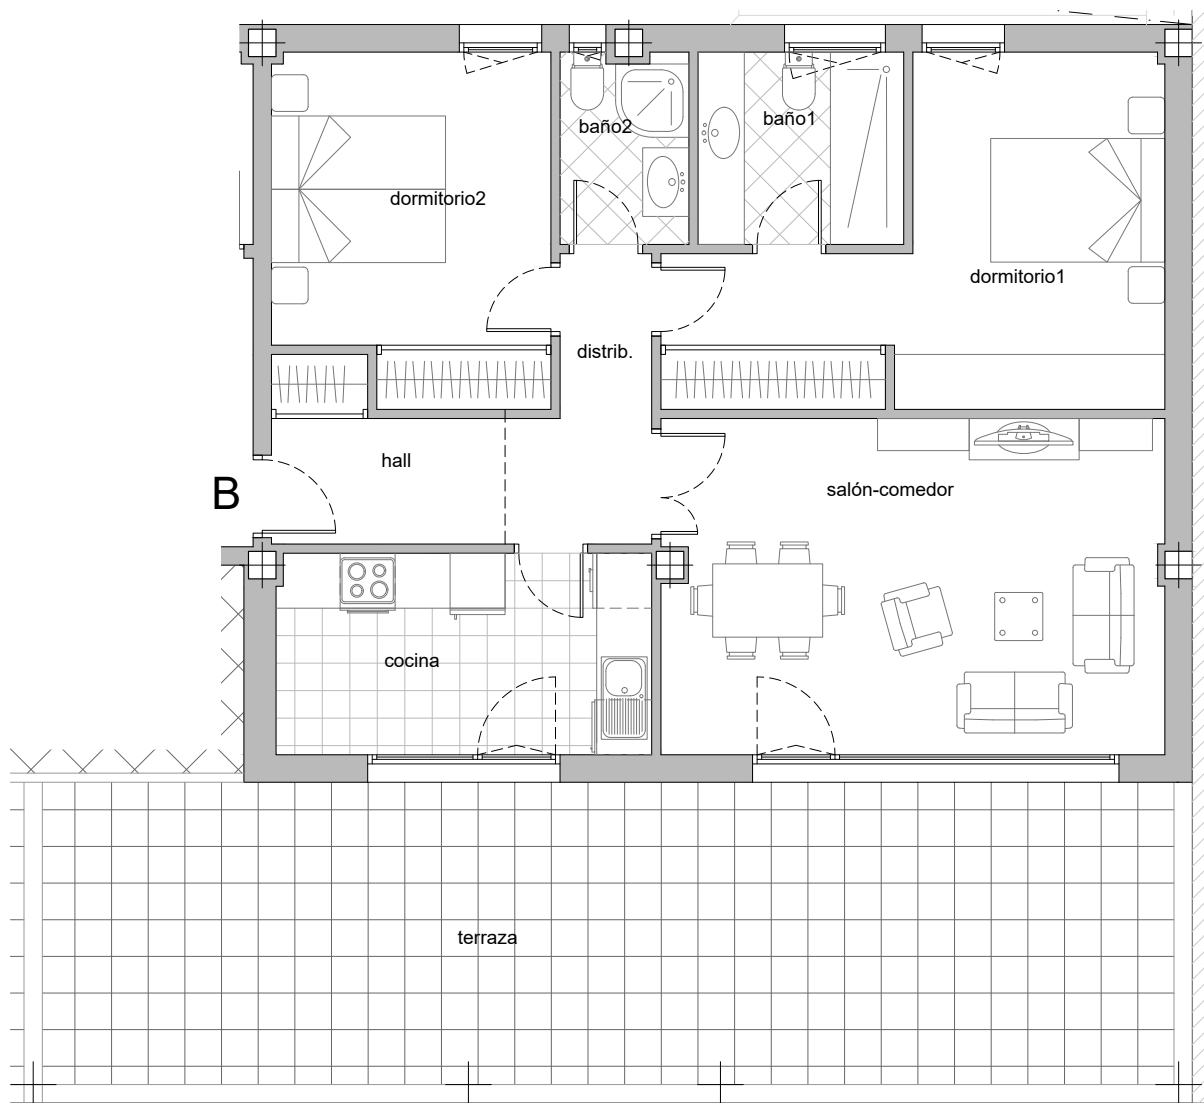 baño1
baño2
dormitorio2
dormitorio1
distrib.
hall
B
salón-comedor
cocina
terraza